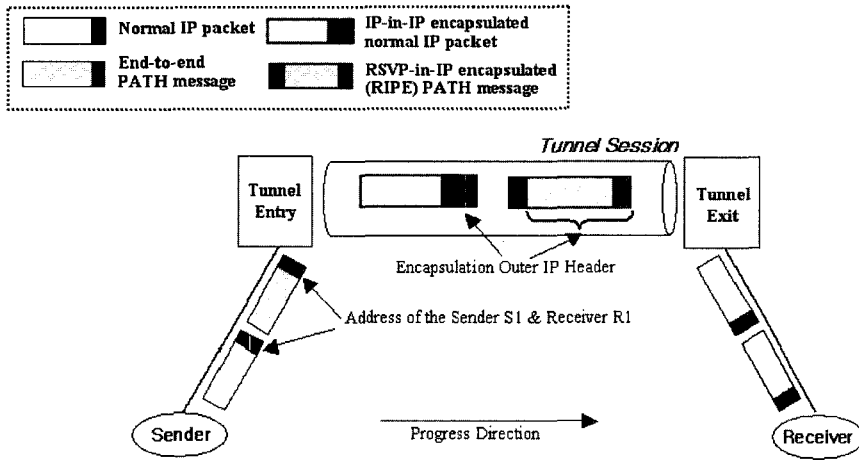 Normal IP packet
IP-in-IP encapsulated
normal IP packet
End-to-end
PATH message
RSVP-in-IP encapsulated
(RIPE) PATH message
Tunnel Session
Tunnel
Entry
Tunnel
Exit
Encapsulation Outer IP Header
Address of the Sender S1 & Receiver R1
Sender
Progress Direction
Receiver